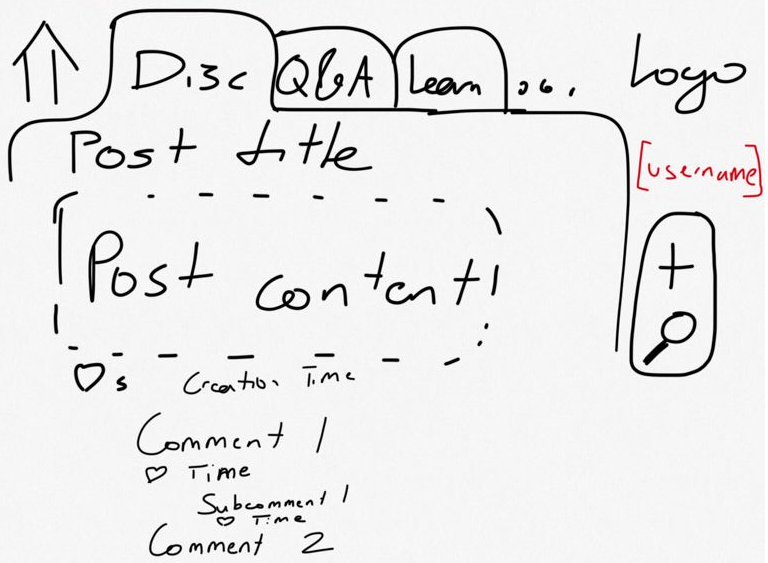 Disc Q&A Learn ... Logo
Post title
[username]
Post content
+
♡s Creation Time
Comment 1
♡ Time
Subcomment 1
♡ Time
Comment 2